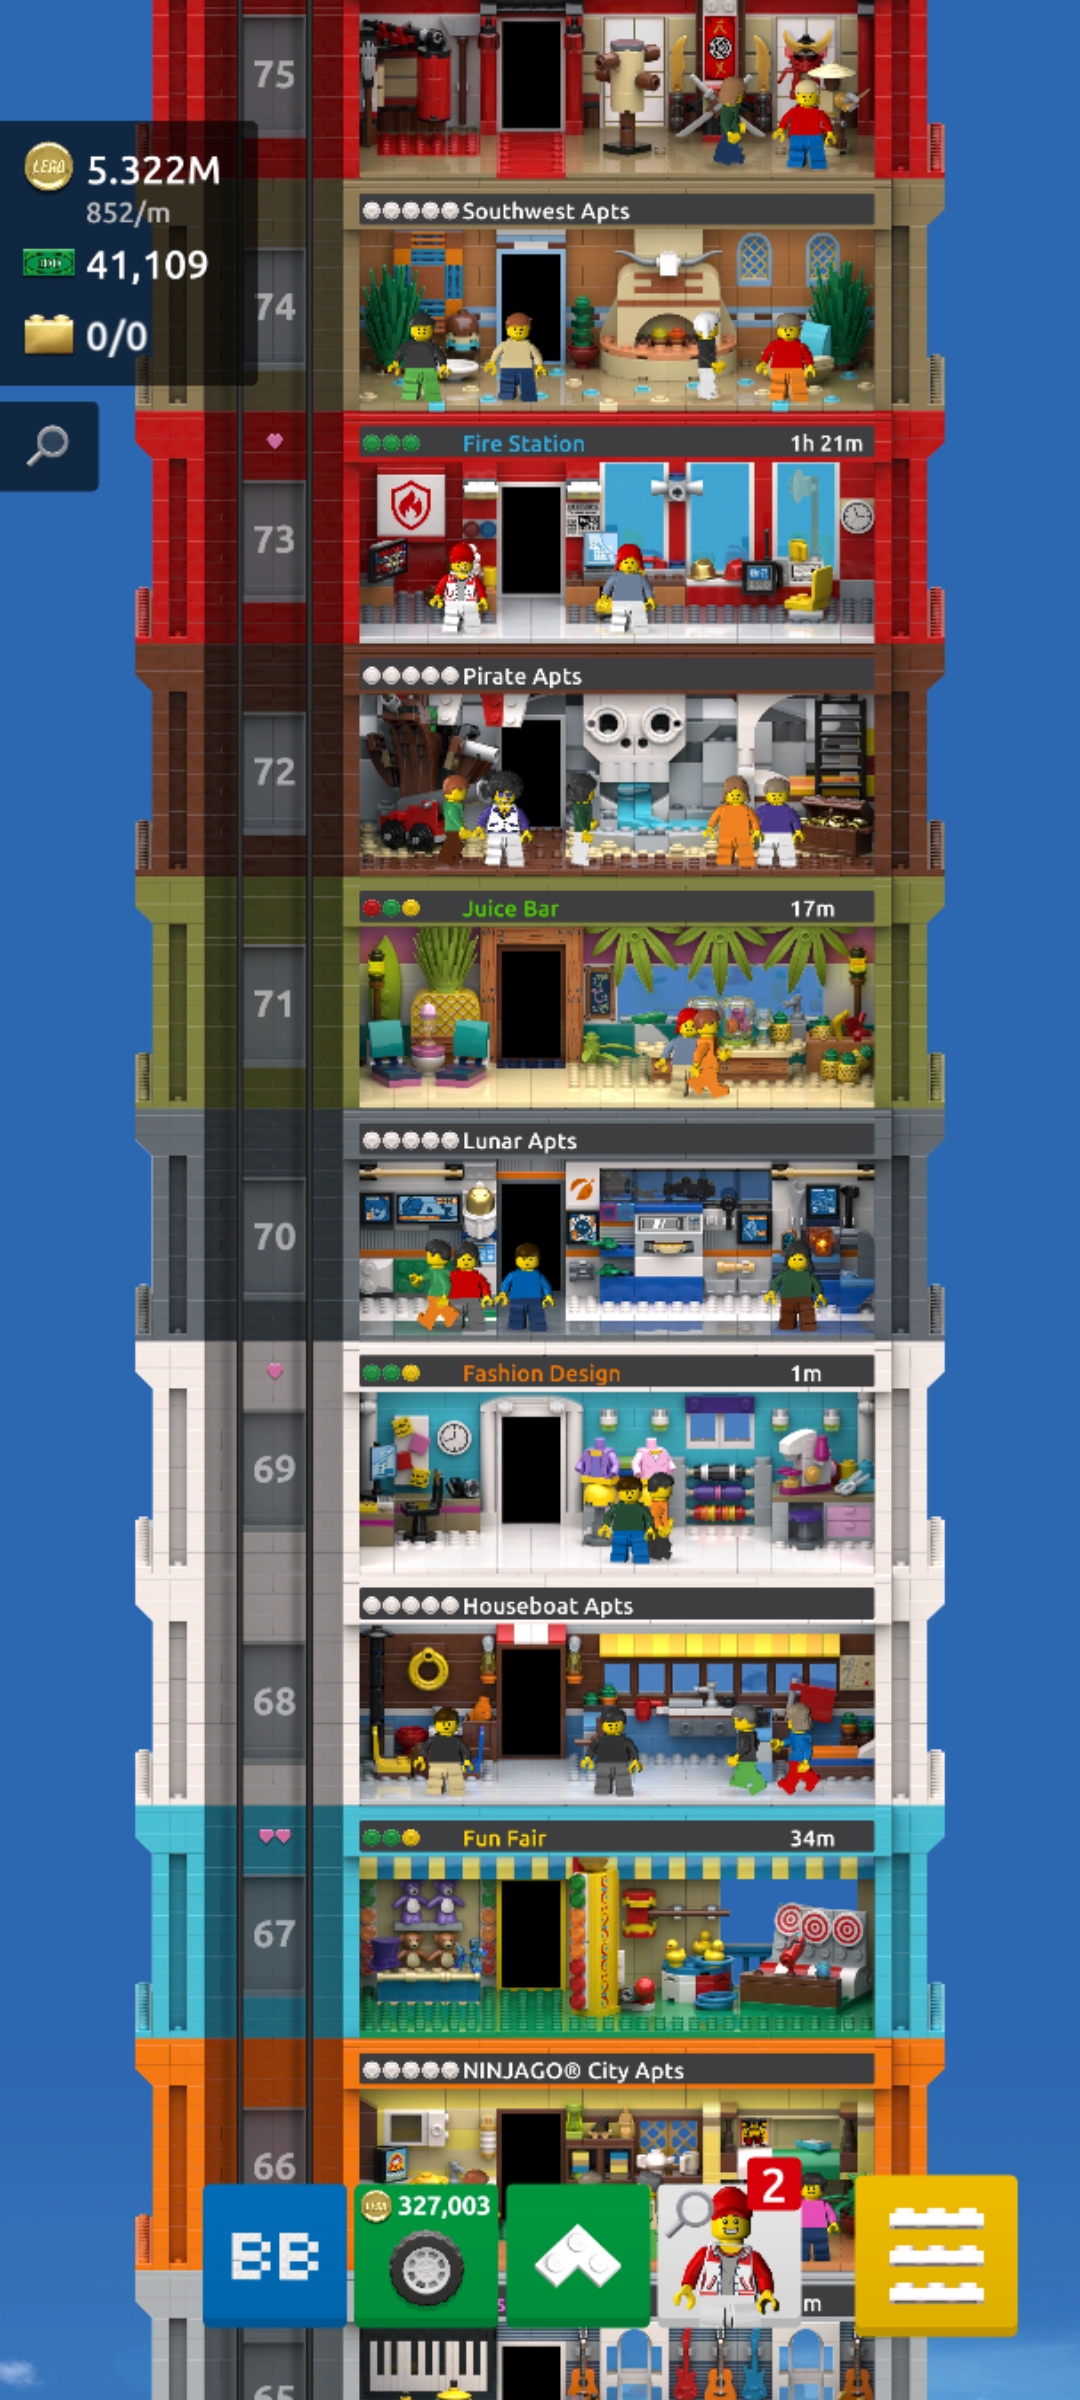 75
LEGO
5.322M
852/m
41,109
0/0
Southwest Apts
74
Fire Station 1h 21m
73
Pirate Apts
72
Juice Bar 17m
71
Lunar Apts
70
Fashion Design 1m
69
Houseboat Apts
68
Fun Fair 34m
67
NINJAGO® City Apts
66
327,003
2
BB
s
m
65